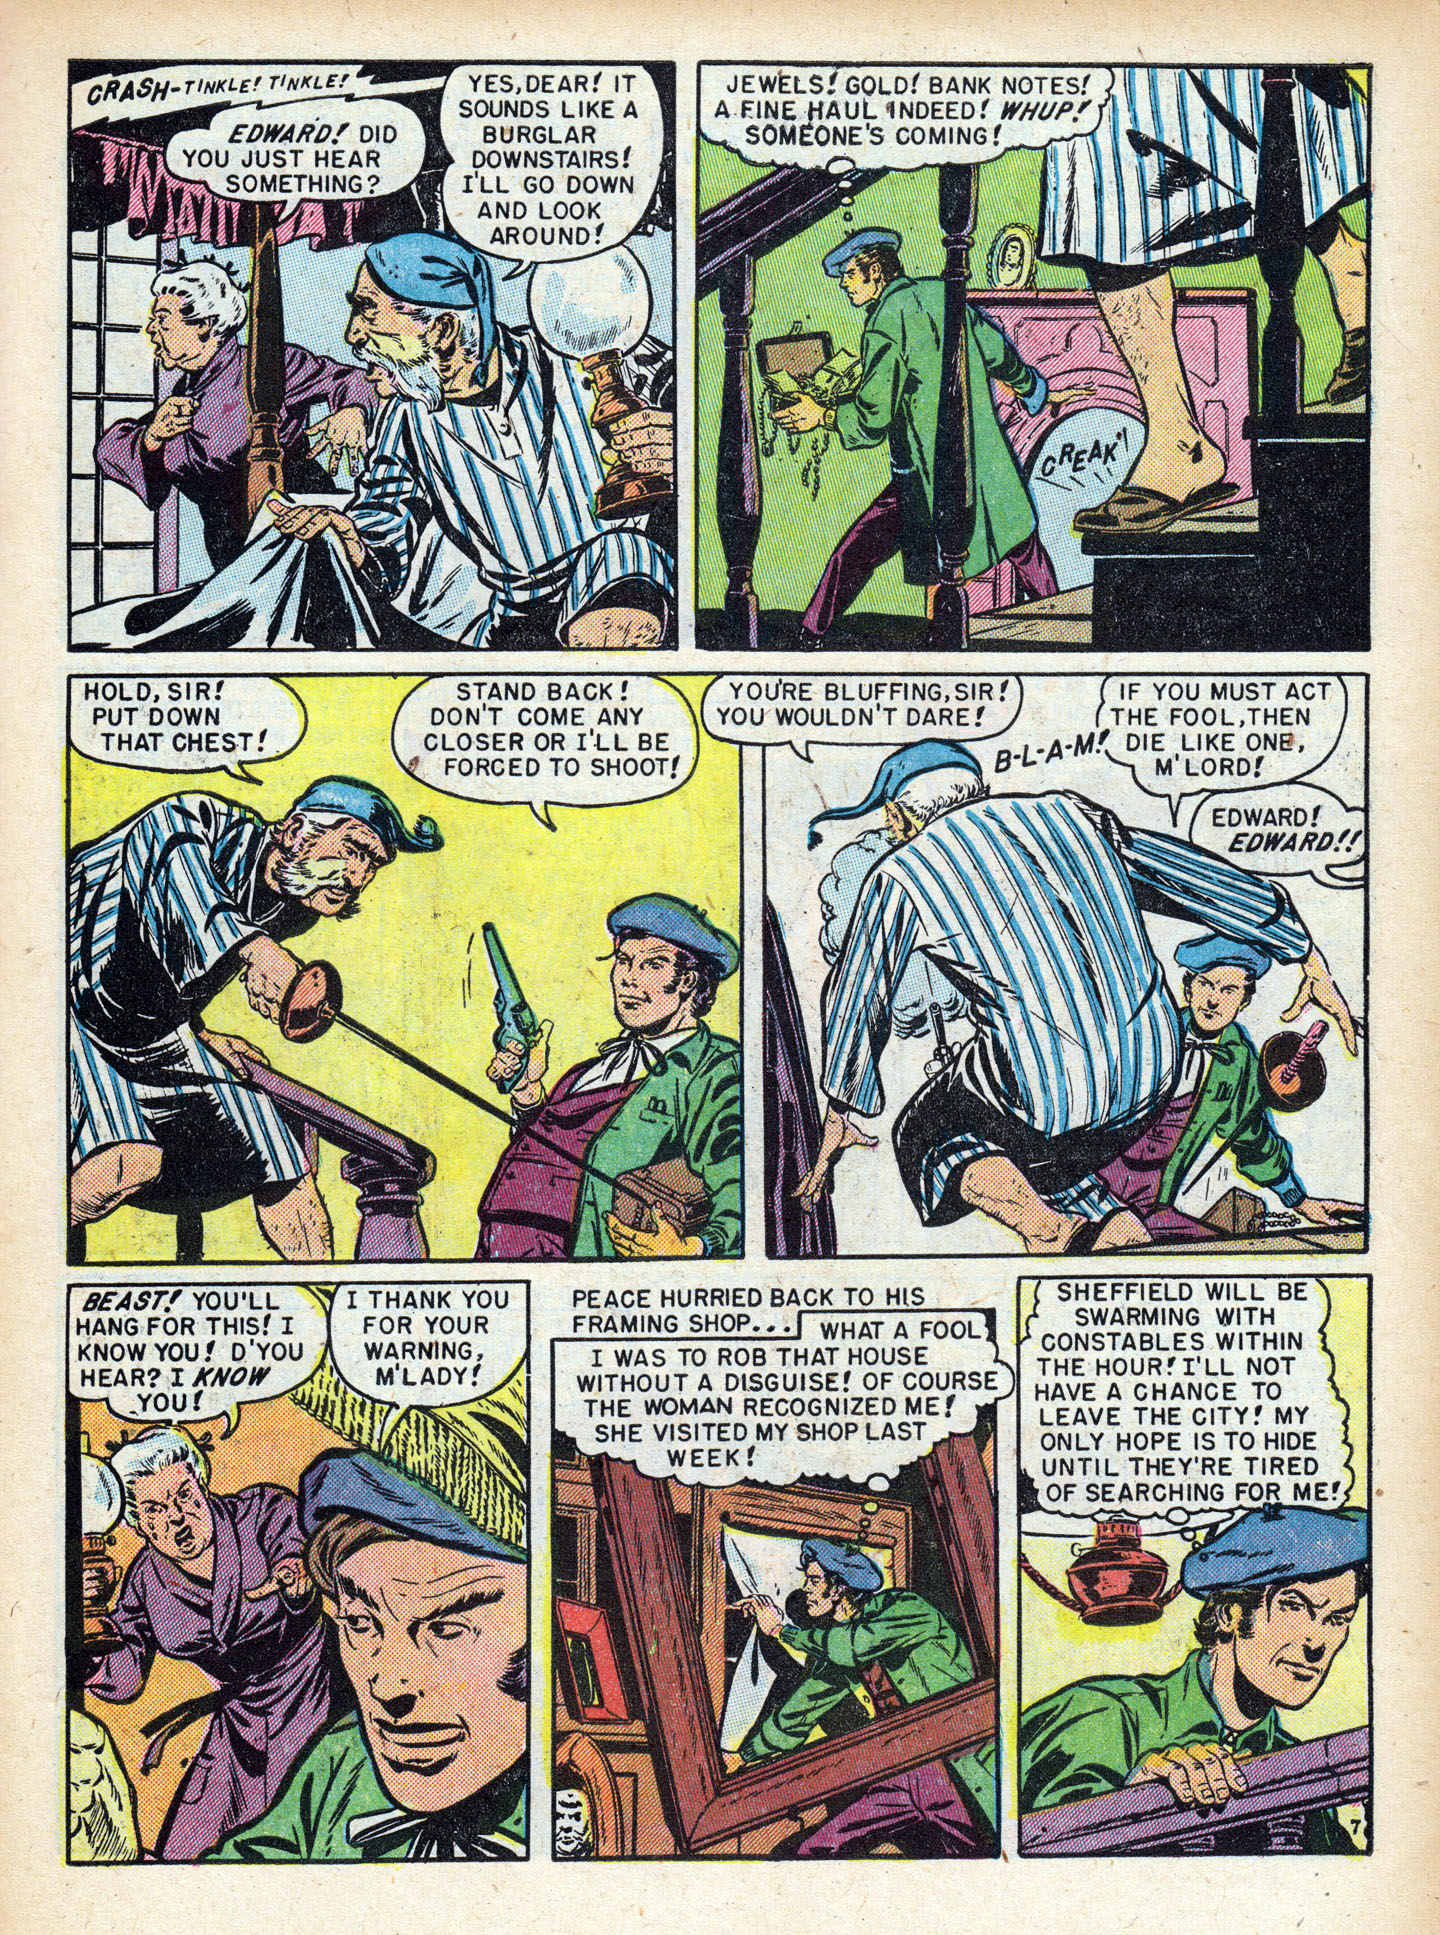 CRASH-TINKLE! TINKLE!
EDWARD! DID
YOU JUST HEAR
SOMETHING?
YES, DEAR! IT
SOUNDS LIKE A
BURGLAR
DOWNSTAIRS!
I'LL GO DOWN
AND LOOK
AROUND!
JEWELS! GOLD! BANK NOTES!
A FINE HAUL INDEED! WHUP!
SOMEONE'S COMING!
CREAK!
HOLD, SIR!
PUT DOWN
THAT CHEST!
STAND BACK!
DON'T COME ANY
CLOSER OR I'LL BE
FORCED TO SHOOT!
YOU'RE BLUFFING, SIR!
YOU WOULDN'T DARE!
B-L-A-M!
IF YOU MUST ACT
THE FOOL, THEN
DIE LIKE ONE,
M'LORD!
EDWARD!
EDWARD!!
BEAST! YOU'LL
HANG FOR THIS! I
KNOW YOU! D'YOU
HEAR? I KNOW
YOU!
I THANK YOU
FOR YOUR
WARNING,
M'LADY!
PEACE HURRIED BACK TO HIS
FRAMING SHOP...
WHAT A FOOL
I WAS TO ROB THAT HOUSE
WITHOUT A DISGUISE! OF COURSE
THE WOMAN RECOGNIZED ME!
SHE VISITED MY SHOP LAST
WEEK!
SHEFFIELD WILL BE
SWARMING WITH
CONSTABLES WITHIN
THE HOUR! I'LL NOT
HAVE A CHANCE TO
LEAVE THE CITY! MY
ONLY HOPE IS TO HIDE
UNTIL THEY'RE TIRED
OF SEARCHING FOR ME!
7